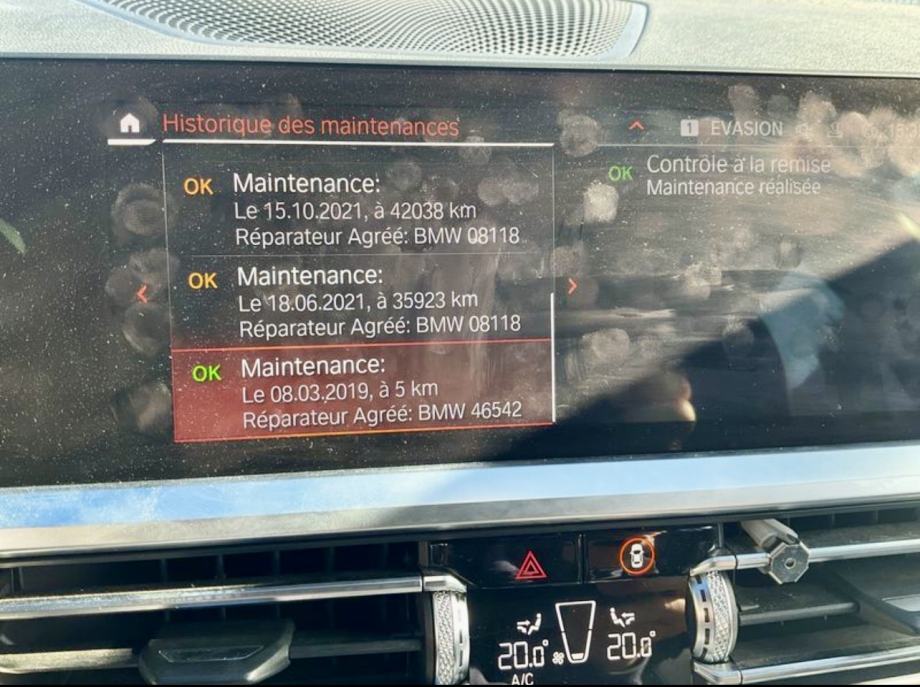 Historique des maintenances
1 EVASION
OK Maintenance:
Le 15.10.2021, à 42038 km
Réparateur Agréé: BMW 08118
OK Maintenance:
Le 18.06.2021, à 35923 km
Réparateur Agréé: BMW 08118
OK Maintenance:
Le 08.03.2019, à 5 km
Réparateur Agréé: BMW 46542
OK Contrôle à la remise
Maintenance réalisée
20.0° 20.0°
A/C